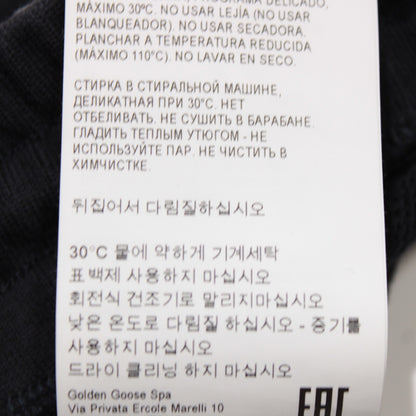 MÁXIMO 30ºC. NO USAR LEJÍA (NO USAR
BLANQUEADOR). NO USAR SECADORA.
PLANCHAR A TEMPERATURA REDUCIDA
(MÁXIMO 110°C). NO LAVAR EN SECO.
СТИРКА В СТИРАЛЬНОЙ МАШИНЕ,
ДЕЛИКАТНАЯ ПРИ 30°С. НЕТ
ОТБЕЛИВАТЬ. НЕ СУШИТЬ В БАРАБАНЕ.
ГЛАДИТЬ ТЕПЛЫМ УТЮГОМ - НЕ
ИСПОЛЬЗУЙТЕ ПАР. НЕ ЧИСТИТЬ В
ХИМЧИСТКЕ.
뒤집어서 다림질하십시오
30°C 물에 약하게 기계세탁
표백제 사용하지 마십시오
회전식 건조기로 말리지마십시오
낮은 온도로 다림질 하십시오 - 증기를
사용하지 마십시오
드라이 클리닝 하지 마십시오
Golden Goose Spa
Via Privata Ercole Marelli 10
EAC